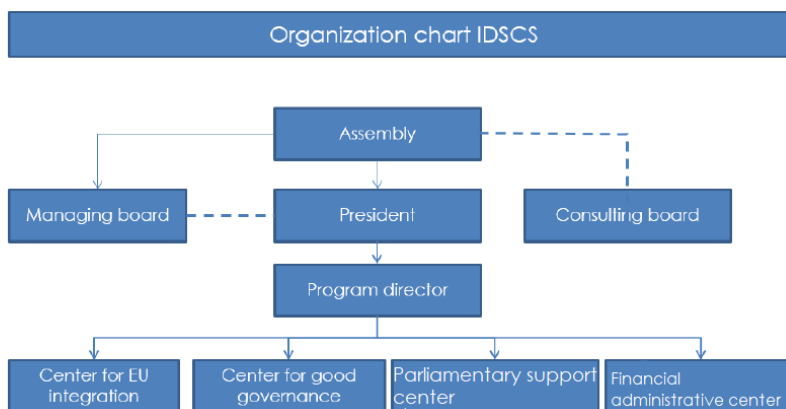 Organization chart IDSCS
Assembly
Managing board
President
Consulting board
Program director
Center for EU
integration
Center for good
governance
Parliamentary support
center
Financial
administrative center